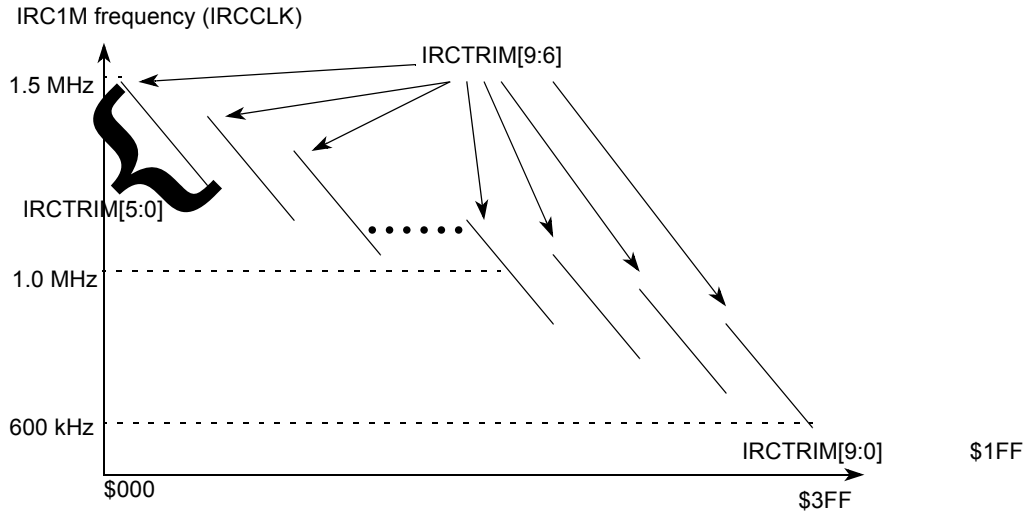 IRC1M frequency (IRCCLK)
IRCTRIM[9:6]
1.5 MHz
IRCTRIM[5:0]
1.0 MHz
600 kHz
IRCTRIM[9:0]
$1FF
$000
$3FF